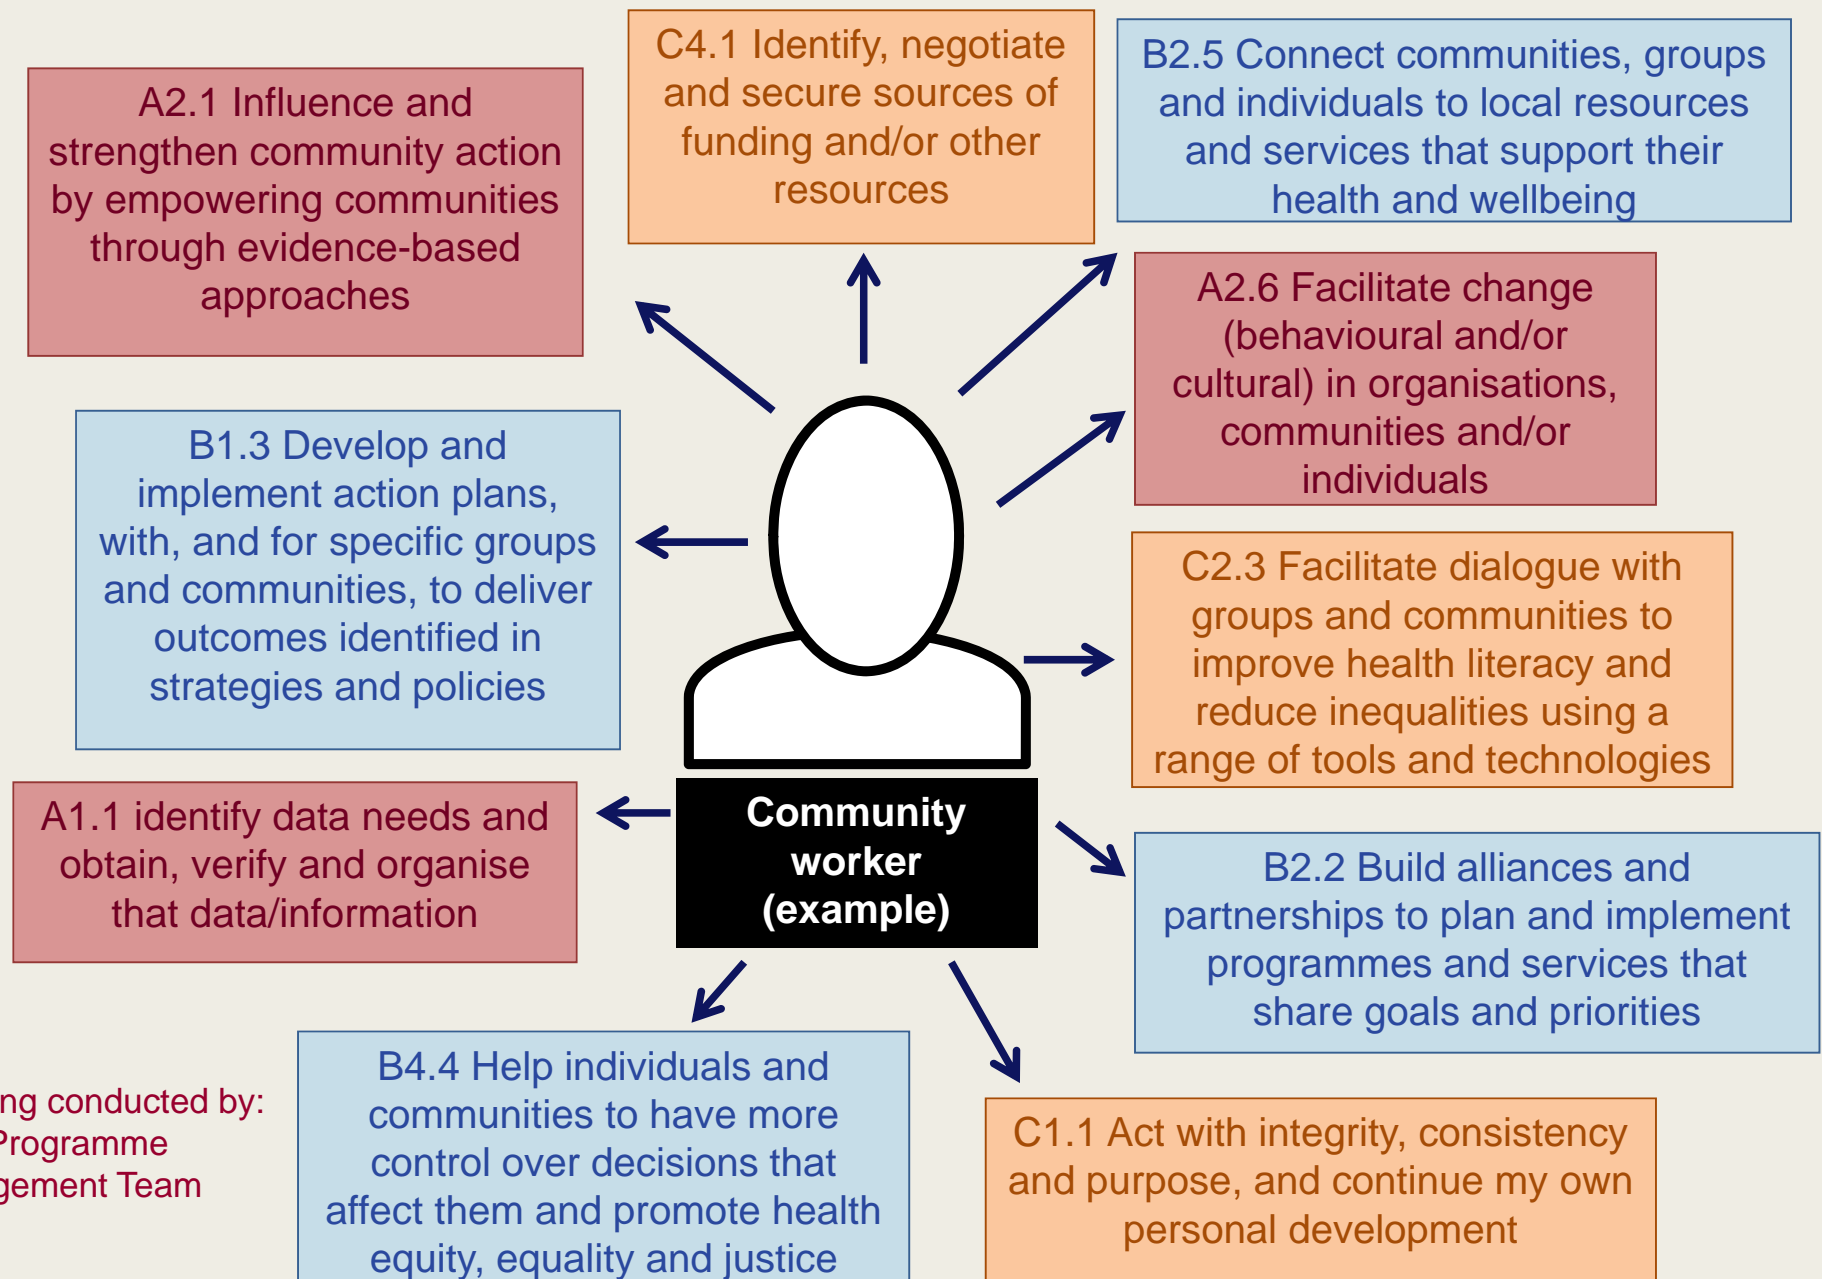 A2.1 Influence and
strengthen community action
by empowering communities
through evidence-based
approaches
C4.1 Identify, negotiate
and secure sources of
funding and/or other
resources
B2.5 Connect communities, groups
and individuals to local resources
and services that support their
health and wellbeing
A2.6 Facilitate change
(behavioural and/or
cultural) in organisations,
communities and/or
individuals
B1.3 Develop and
implement action plans,
with, and for specific groups
and communities, to deliver
outcomes identified in
strategies and policies
C2.3 Facilitate dialogue with
groups and communities to
improve health literacy and
reduce inequalities using a
range of tools and technologies
A1.1 identify data needs and
obtain, verify and organise
that data/information
Community
worker
(example)
B2.2 Build alliances and
partnerships to plan and implement
programmes and services that
share goals and priorities
B4.4 Help individuals and
communities to have more
control over decisions that
affect them and promote health
equity, equality and justice
C1.1 Act with integrity, consistency
and purpose, and continue my own
personal development
conducted by:
Programme
Team